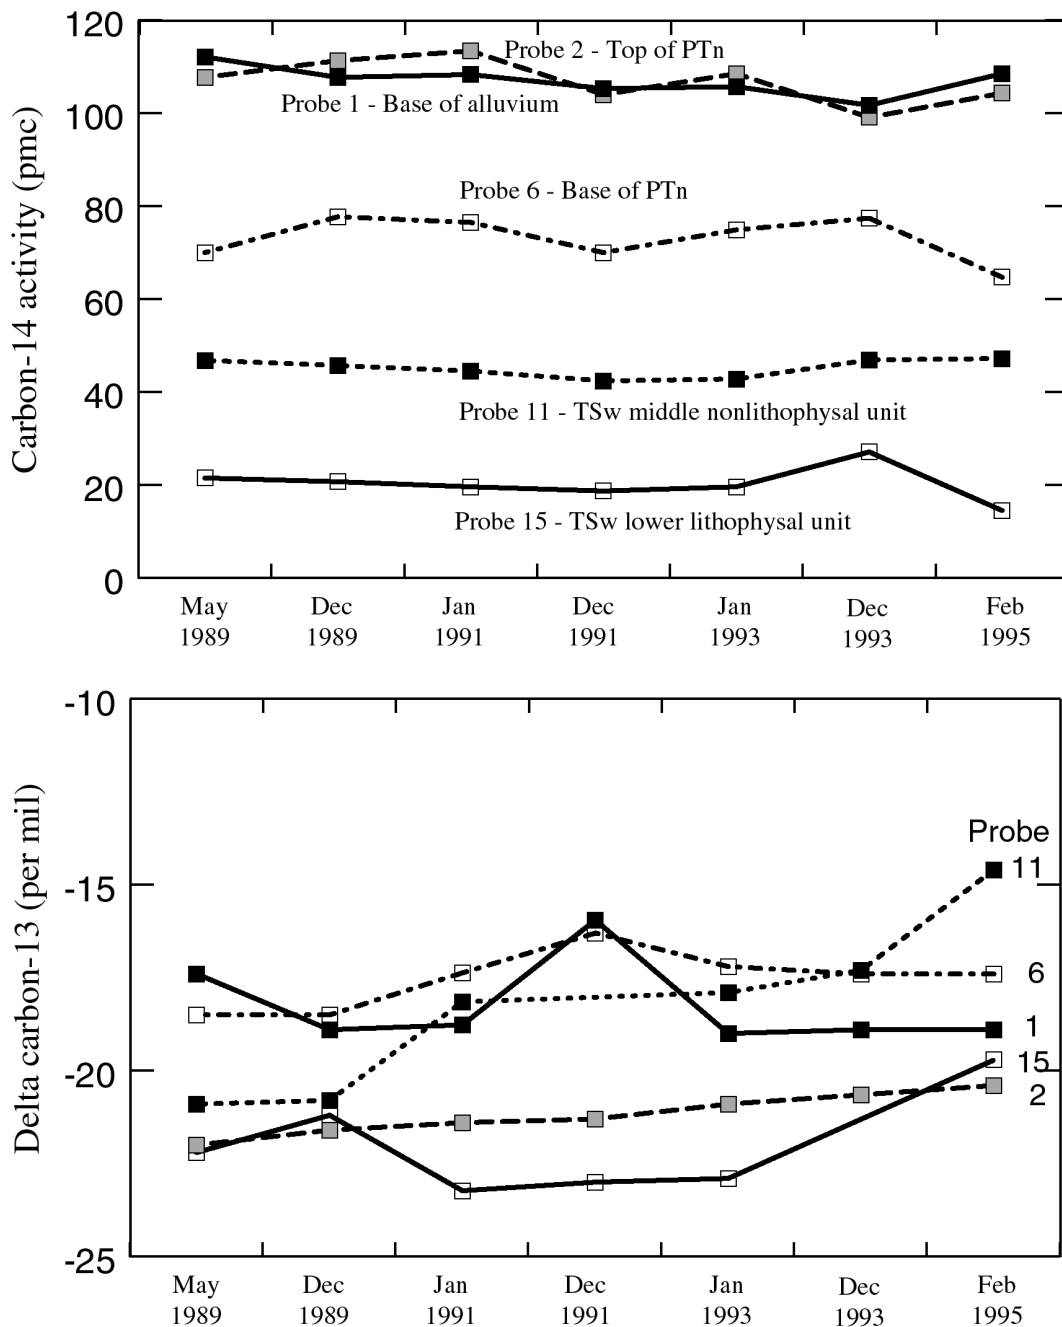 120
100
80
60
40
20
0
Carbon-14 activity (pmc)
Probe 2 - Top of PTn
Probe 1 - Base of alluvium
Probe 6 - Base of PTn
Probe 11 - TSw middle nonlithophysal unit
Probe 15 - TSw lower lithophysal unit
May Dec Jan Dec Jan Dec Feb
1989 1989 1991 1991 1993 1993 1995
-10
-15
-20
-25
Delta carbon-13 (per mil)
Probe
11
6
1
15
2
May Dec Jan Dec Jan Dec Feb
1989 1989 1991 1991 1993 1993 1995